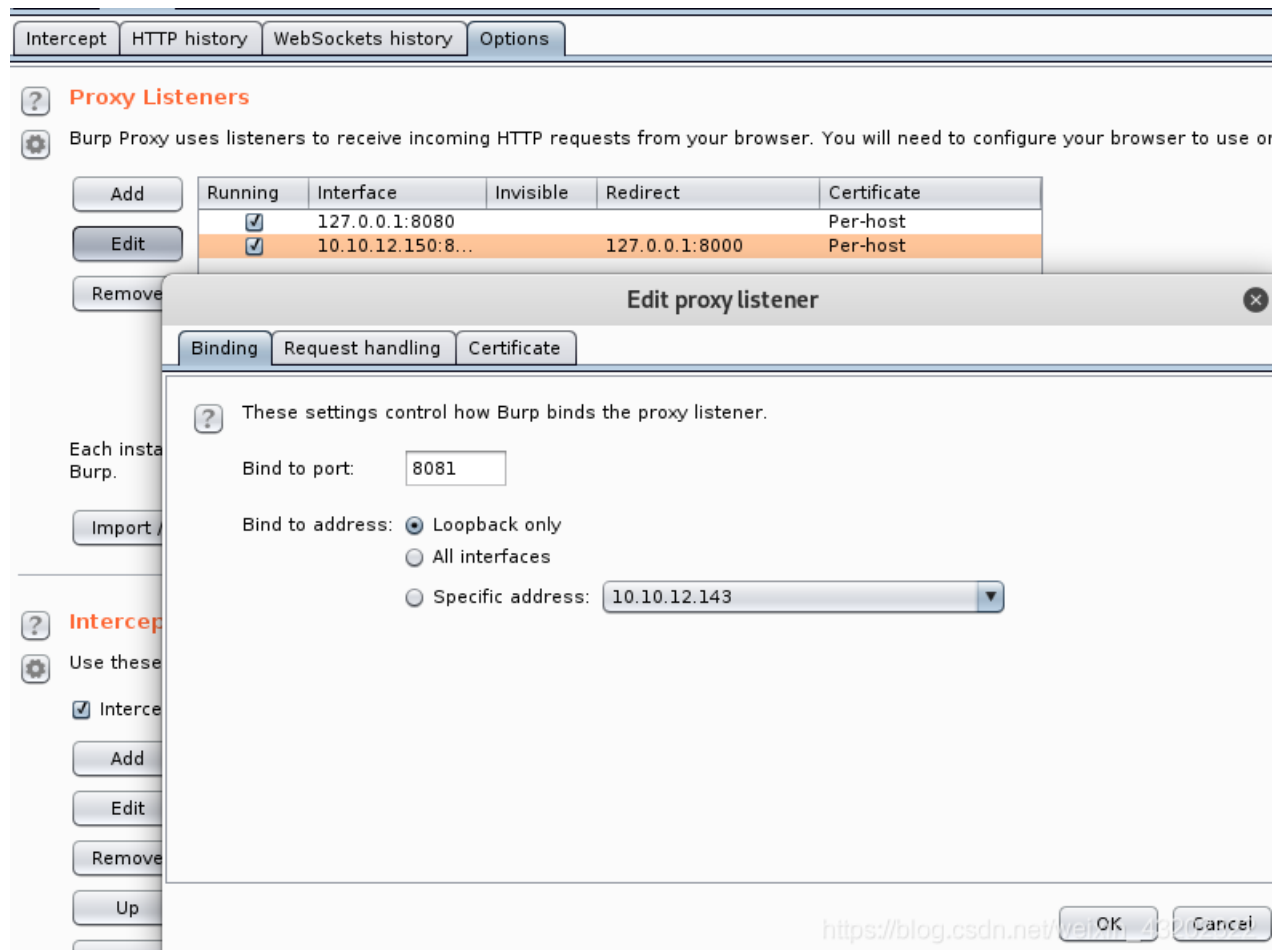 Intercept HTTP history WebSockets history Options
Proxy Listeners
Burp Proxy uses listeners to receive incoming HTTP requests from your browser. You will need to configure your browser to use
Add
Edit
Remove
Running Interface Invisible Redirect Certificate
127.0.0.1:8080 Per-host
10.10.12.150:8... 127.0.0.1:8000 Per-host
Edit proxy listener
Binding Request handling Certificate
These settings control how Burp binds the proxy listener.
Bind to port: 8081
Bind to address: Loopback only
All interfaces
Specific address: 10.10.12.143
Each insta
Burp.
Import /
Intercep
Use these
Interce
Add
Edit
Remove
Up
OK Cancel
https://blog.csdn.net/weixin_43202322